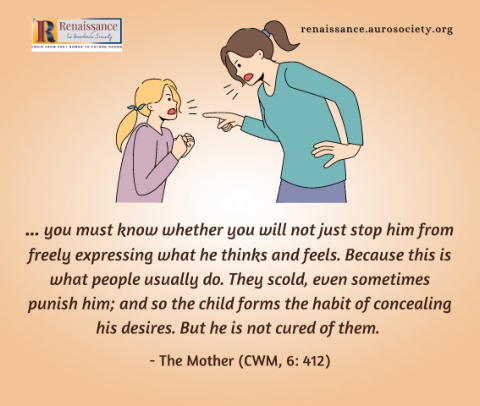 Renaissance
Sri Aurobindo Society
INDIA FROM PAST DAWNS TO FUTURE NOONS
renaissance.aurosociety.org
... you must know whether you will not just stop him from
freely expressing what he thinks and feels. Because this is
what people usually do. They scold, even sometimes
punish him; and so the child forms the habit of concealing
his desires. But he is not cured of them.
- The Mother (CWM, 6: 412)